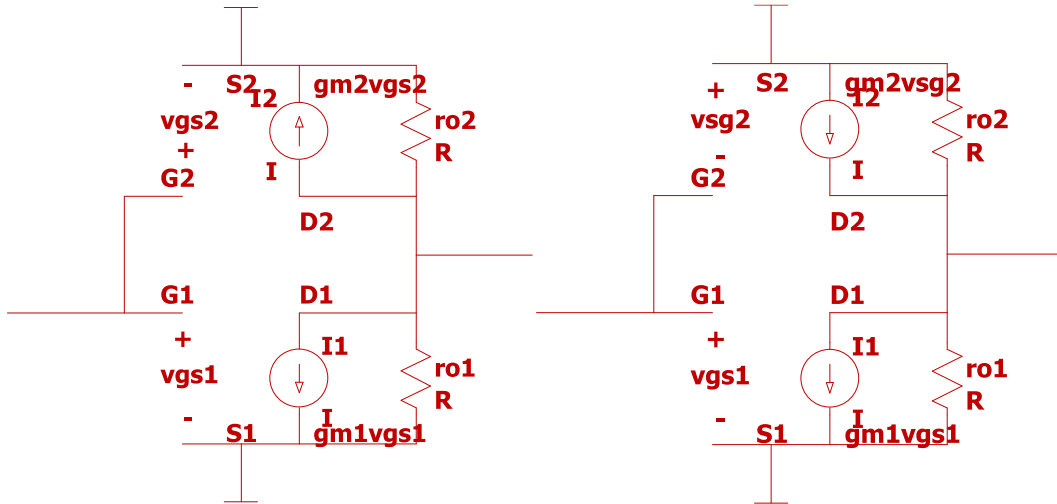 -
S2
gm2vgs2
I2
vgs2
+
ro2
R
I
G2
D2
G1
D1
+
I1
vgs1
ro1
R
-
I
S1
gm1vgs1
+
S2
gm2vsg2
I2
vsg2
-
ro2
R
I
G2
D2
G1
D1
+
I1
vgs1
ro1
R
-
I
S1
gm1vgs1